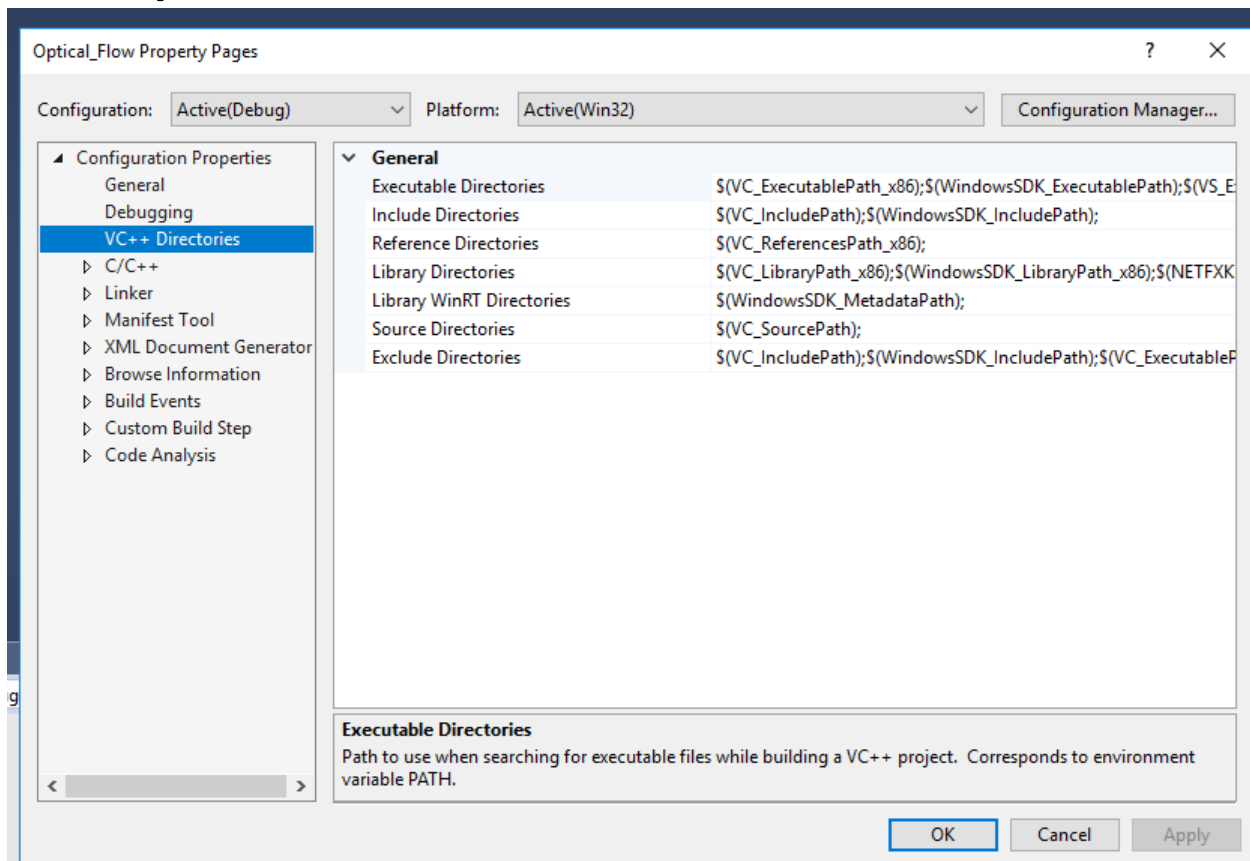 Optical_Flow Property Pages ? ×
Configuration: Active(Debug) Platform: Active(Win32) Configuration Manager...
Configuration Properties
General
Debugging
VC++ Directories
C/C++
Linker
Manifest Tool
XML Document Generator
Browse Information
Build Events
Custom Build Step
Code Analysis
General
Executable Directories $(VC_ExecutablePath_x86);$(WindowsSDK_ExecutablePath);$(VS_E
Include Directories $(VC_IncludePath);$(WindowsSDK_IncludePath);
Reference Directories $(VC_ReferencesPath_x86);
Library Directories $(VC_LibraryPath_x86);$(WindowsSDK_LibraryPath_x86);$(NETFXK
Library WinRT Directories $(WindowsSDK_MetadataPath);
Source Directories $(VC_SourcePath);
Exclude Directories $(VC_IncludePath);$(WindowsSDK_IncludePath);$(VC_ExecutableP
Executable Directories
Path to use when searching for executable files while building a VC++ project. Corresponds to environment
variable PATH.
OK Cancel Apply